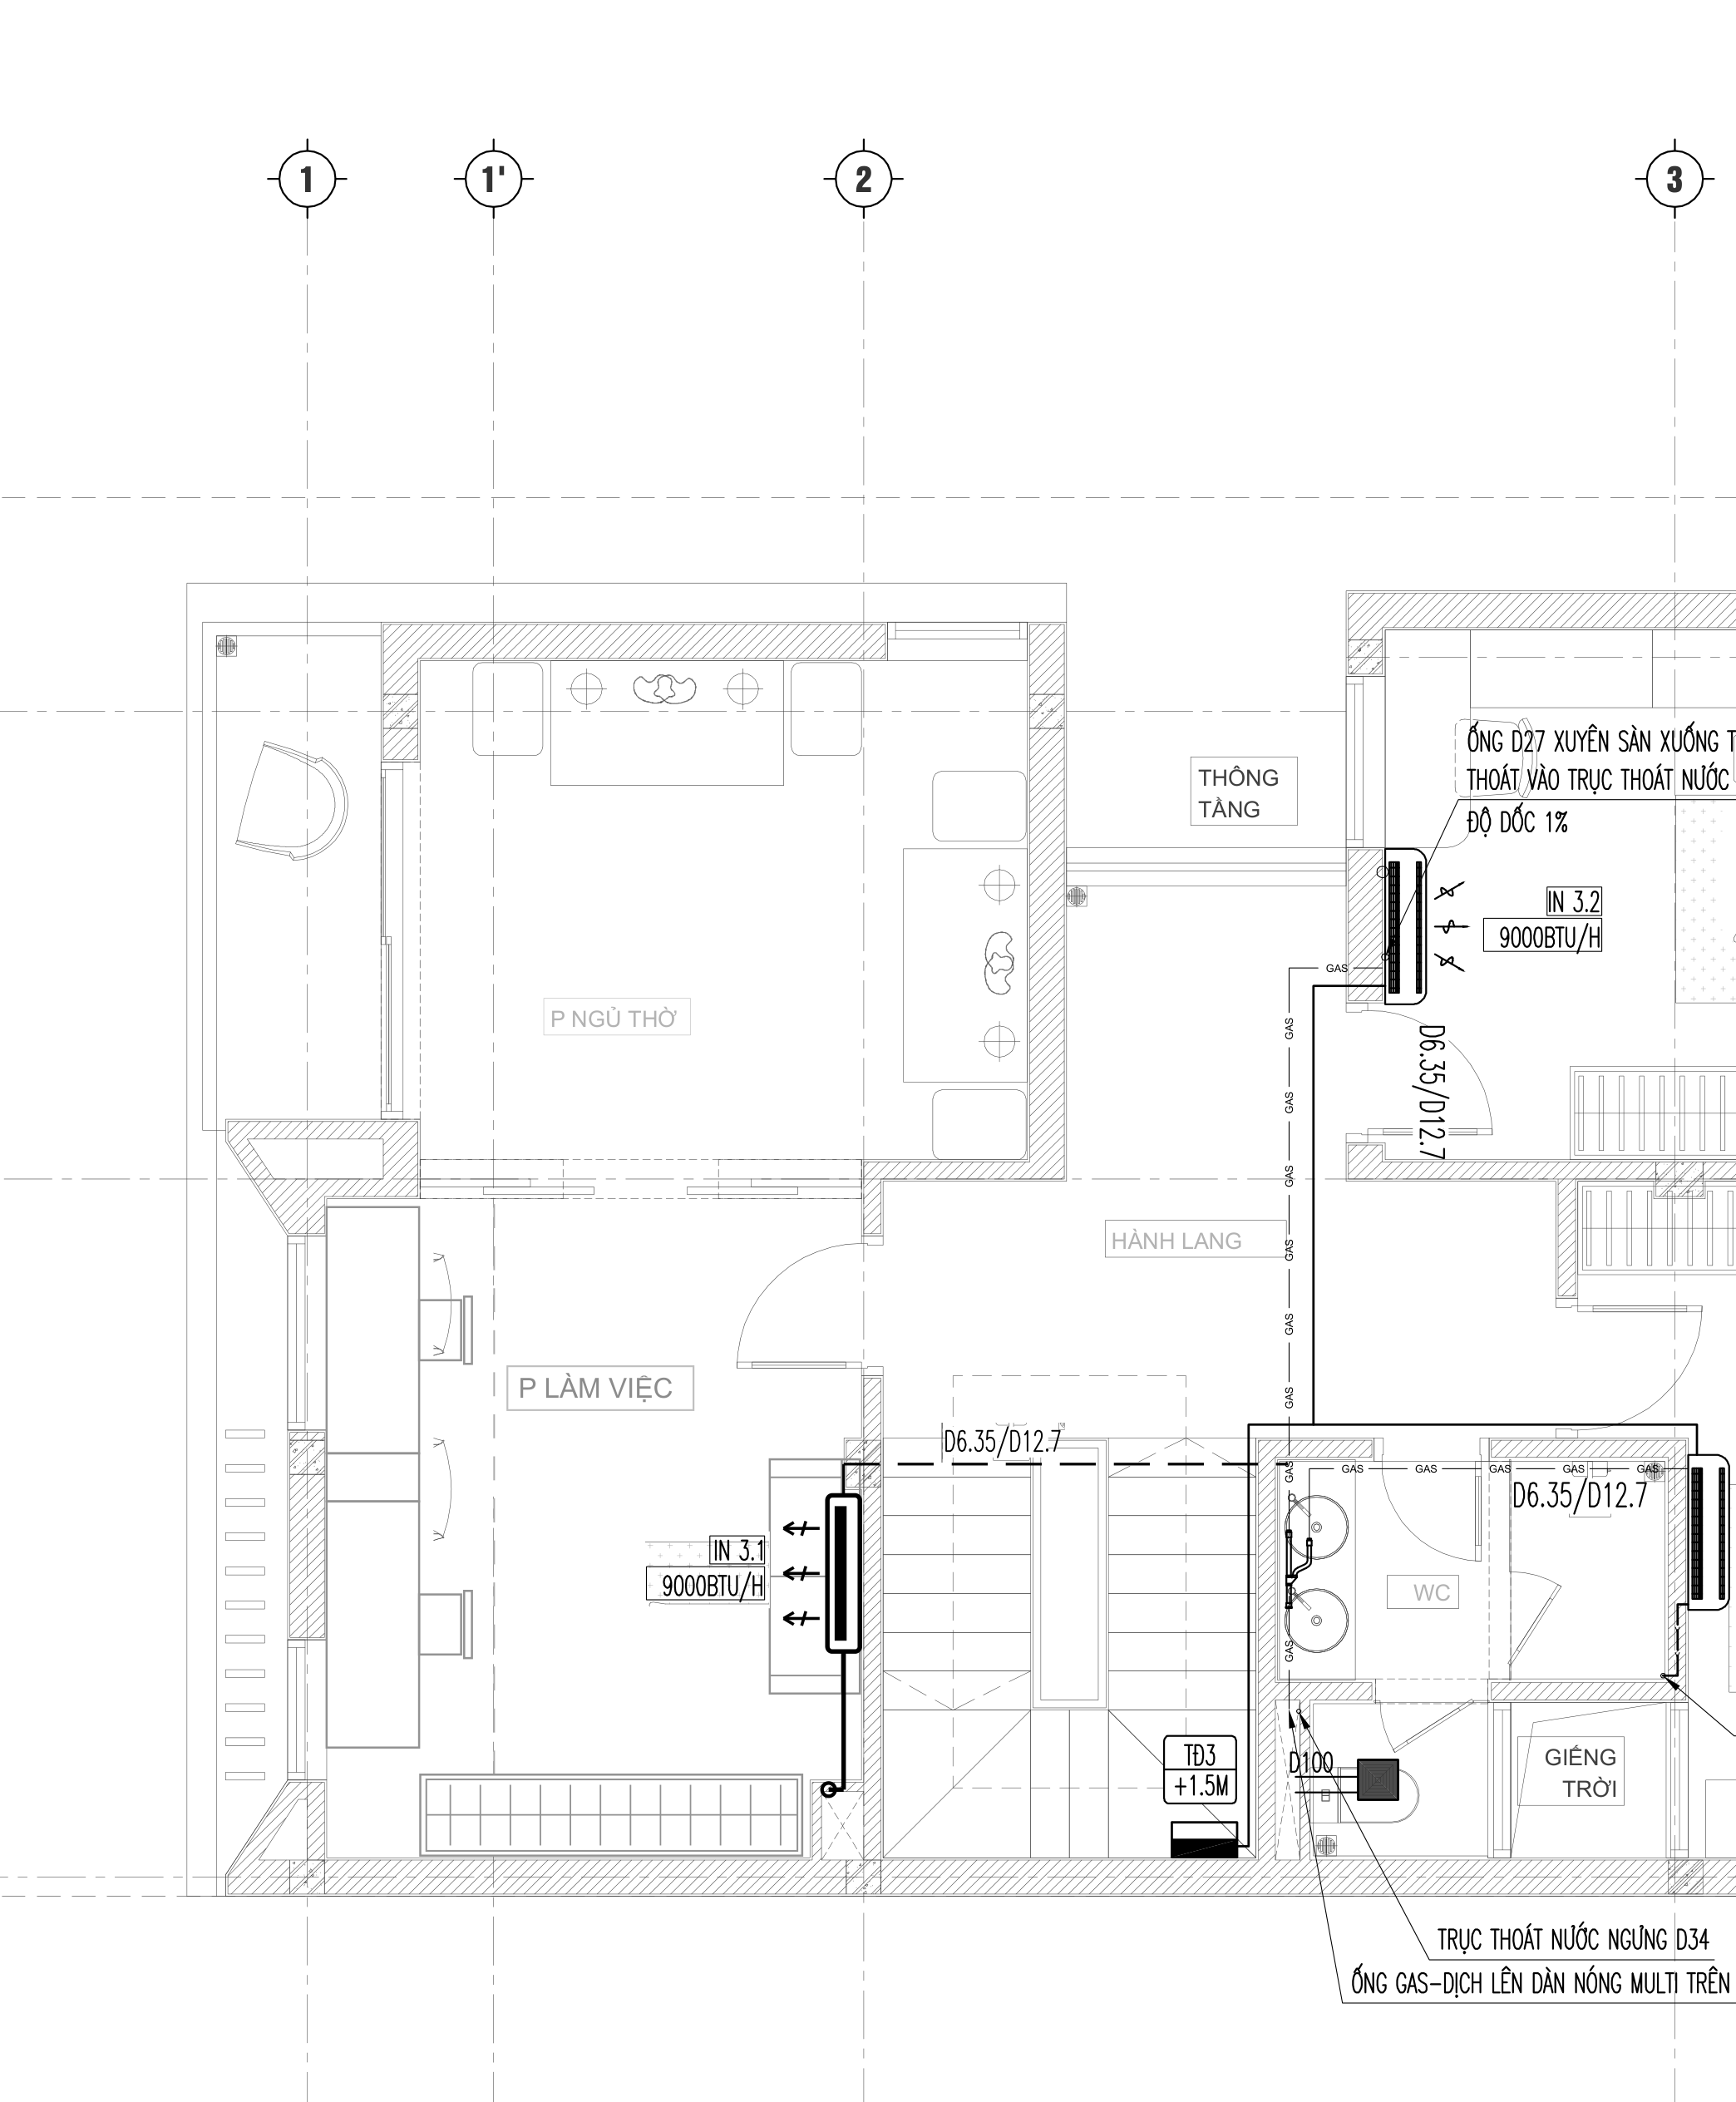 1
1'
2
3
ỐNG D27 XUYÊN SÀN XUỐNG T
THOÁT VÀO TRỤC THOÁT NƯỚC
ĐỘ DỐC 1%
THÔNG
TẦNG
IN 3.2
9000BTU/H
GAS
P NGỦ THỜ
GAS
D6.35/D12.7
GAS
GAS
HÀNH LANG
GAS
GAS
P LÀM VIỆC
GAS
D6.35/D12.7
GAS
GAS
GAS
GAS
GAS
GAS
D6.35/D12.7
IN 3.1
9000BTU/H
WC
GAS
TĐ3
+1.5M
D100
GIẾNG
TRỜI
TRỤC THOÁT NƯỚC NGƯNG D34
ỐNG GAS-DỊCH LÊN DÀN NÓNG MULTI TRÊN